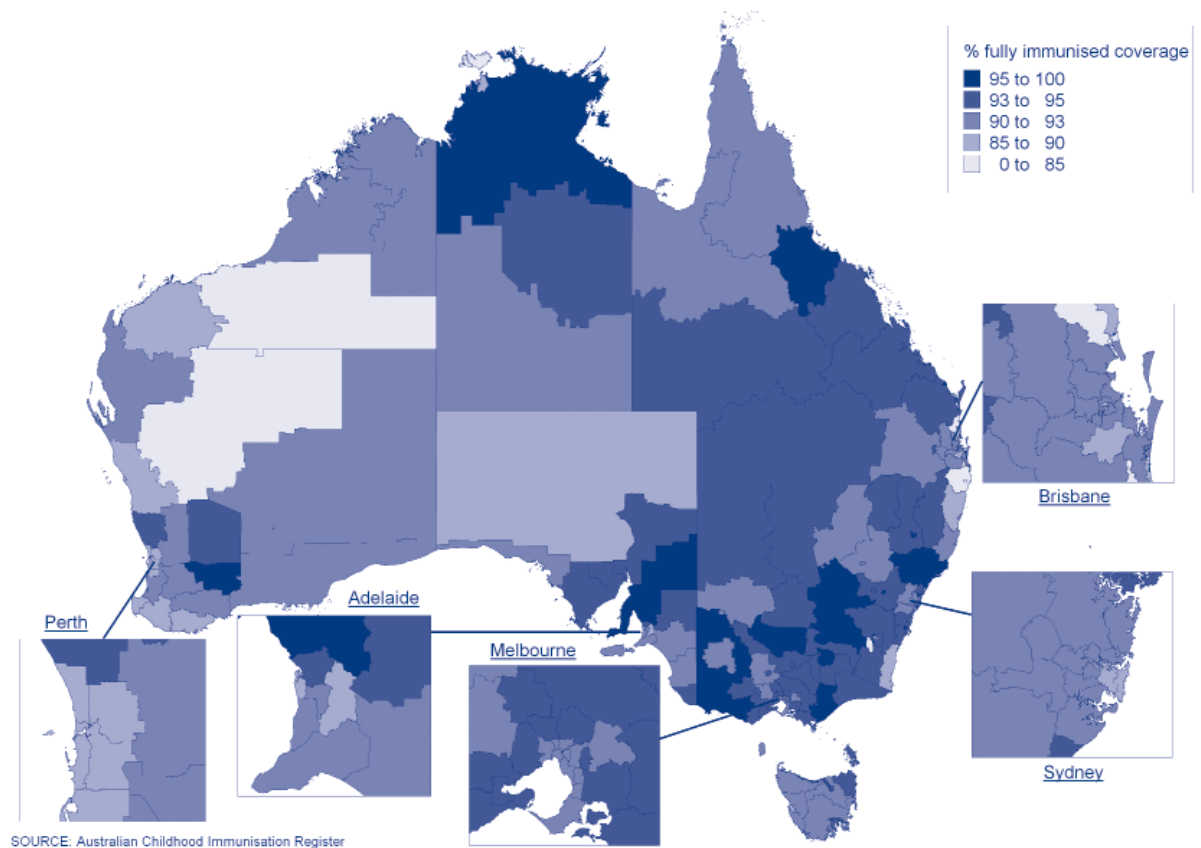 % fully immunised coverage
95 to 100
93 to 95
90 to 93
85 to 90
0 to 85
Brisbane
Adelaide
Perth
Melbourne
Sydney
SOURCE: Australian Childhood Immunisation Register